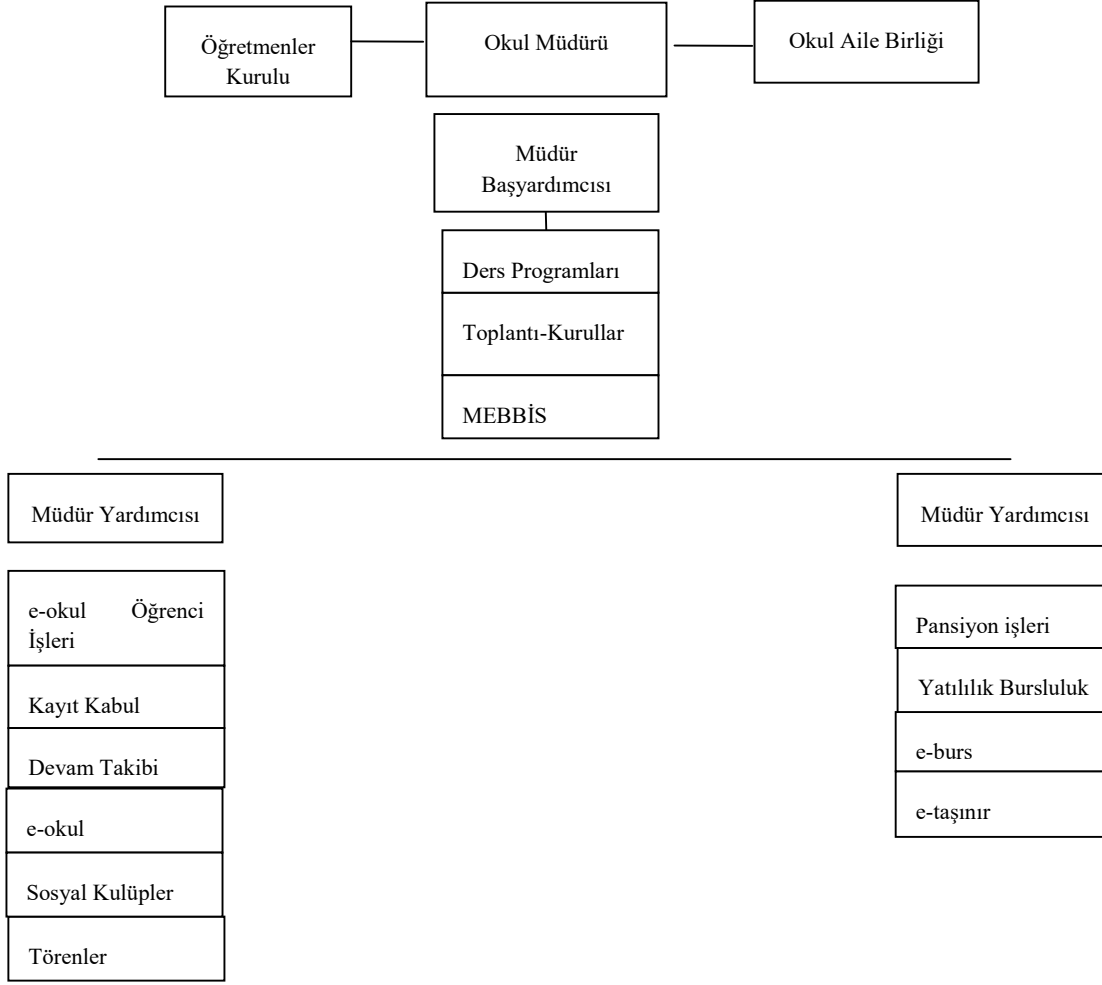 Öğretmenler
Kurulu
Okul Müdürü
Okul Aile Birliği
Müdür
Başyardımcısı
Ders Programları
Toplantı-Kurullar
MEBBİS
Müdür Yardımcısı
e-okul Öğrenci
İşleri
Kayıt Kabul
Devam Takibi
e-okul
Sosyal Kulüpler
Törenler
Müdür Yardımcısı
Pansiyon işleri
Yatılılık Bursluluk
e-burs
e-taşınır